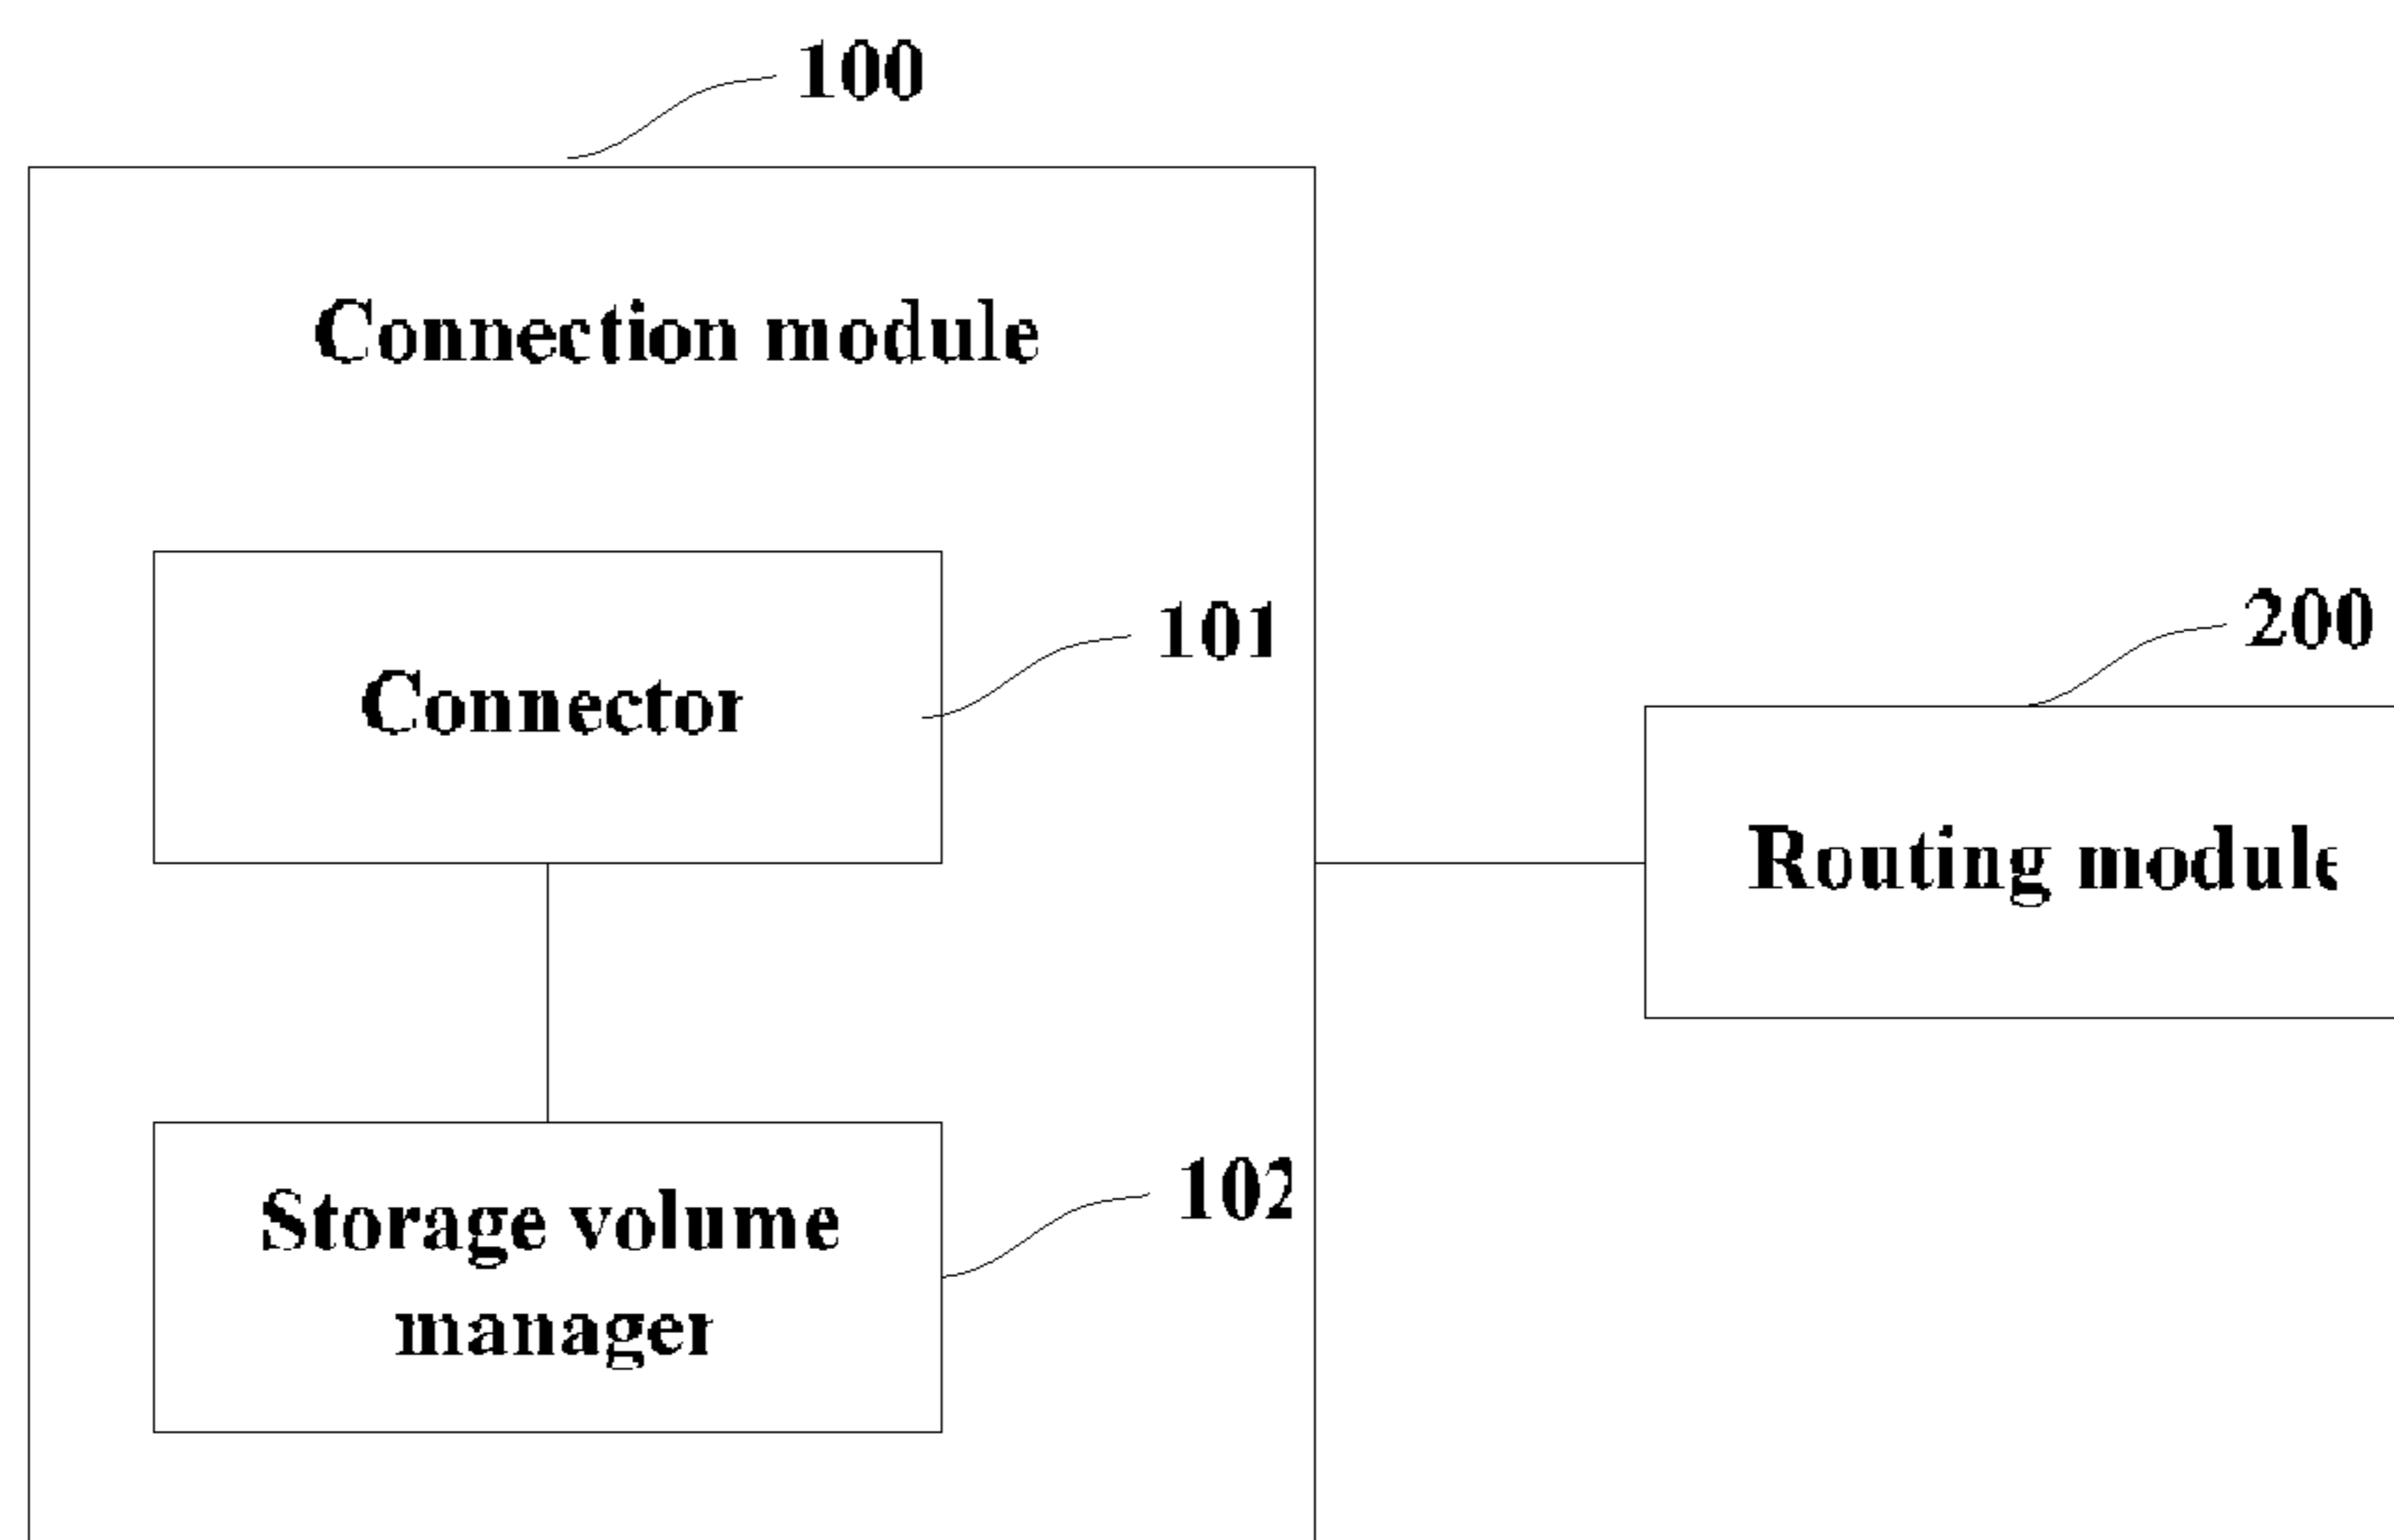 100
Connection module
101
Connector
200
Routing module
102
Storage volume
manager